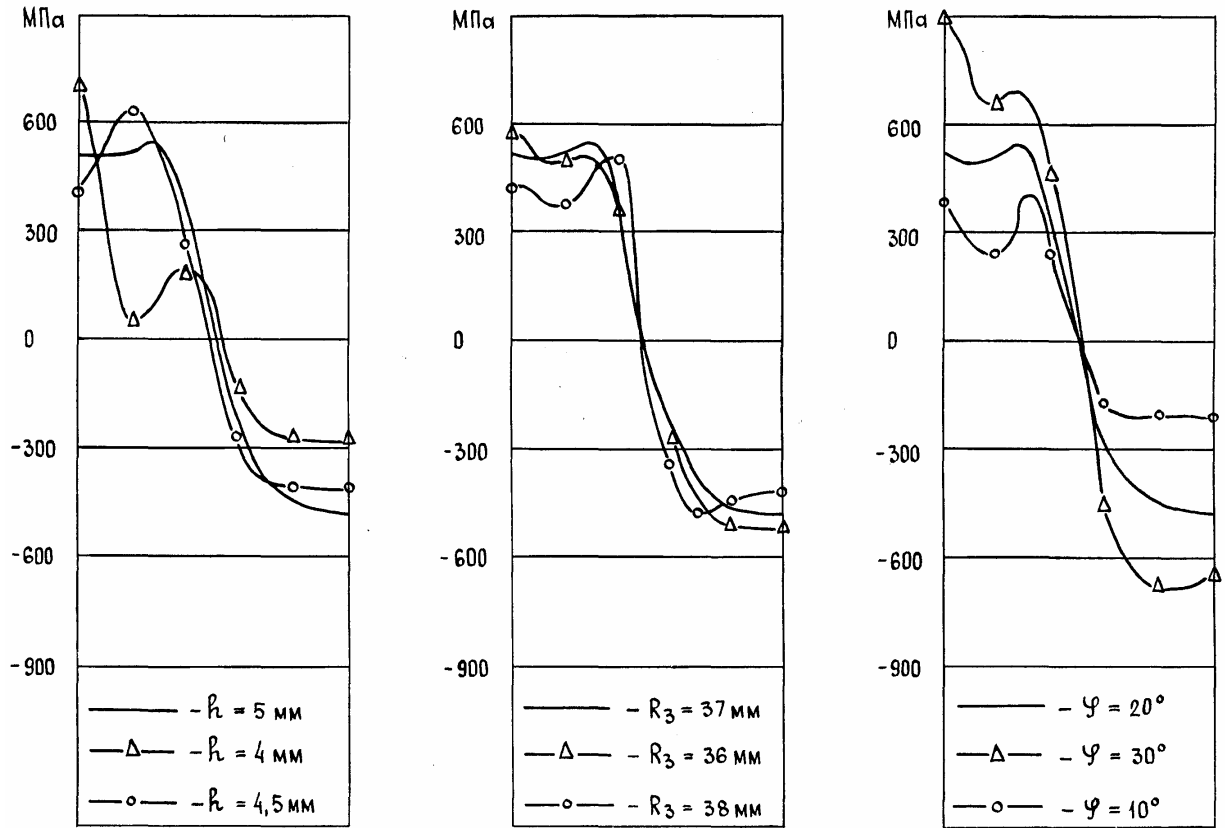 МПа
600
300
0
-300
-600
-900
- h = 5 мм
- h = 4 мм
- h = 4,5 мм
МПа
600
300
0
-300
-600
-900
- R₃ = 37 мм
- R₃ = 36 мм
- R₃ = 38 мм
МПа
600
300
0
-300
-600
-900
- φ = 20°
- φ = 30°
- φ = 10°